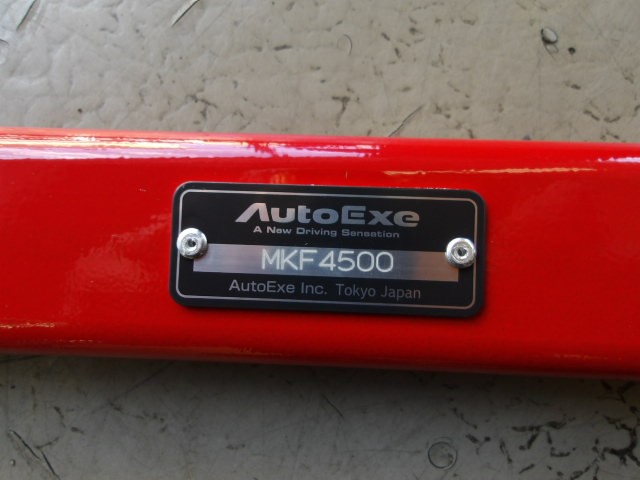 AutoExe
A New Driving Sensation
MKF4500
AutoExe Inc. Tokyo Japan